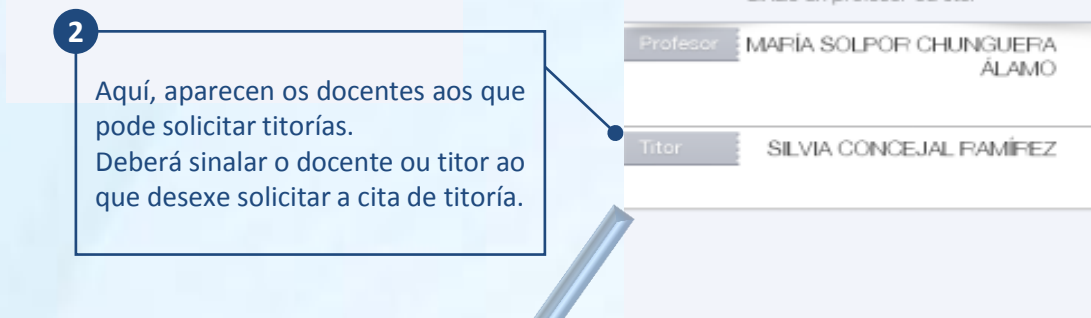 2
Aquí, aparecen os docentes aos que
pode solicitar titorías.
Deberá sinalar o docente ou titor ao
que desexe solicitar a cita de titoría.
Profesor MARÍA SOLPOR CHUNGUERA
ÁLAMO
Titor SILVIA CONCEJAL RAMÍREZ